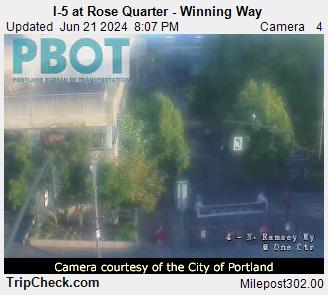 I-5 at Rose Quarter - Winning Way
Updated Jun 21 2024 8:07 PM Camera 4
PBOT
PORTLAND BUREAU OF TRANSPORTATION
4 - N. Ramsey Wy
@ One Ctr
Camera courtesy of the City of Portland
TripCheck.com Milepost302.00